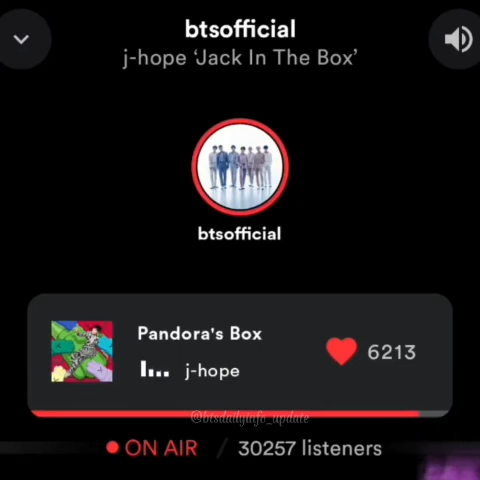 btsofficial
j-hope ‘Jack In The Box’
btsofficial
Pandora's Box
j-hope
6213
@btsdailyinfo_update
ON AIR / 30257 listeners